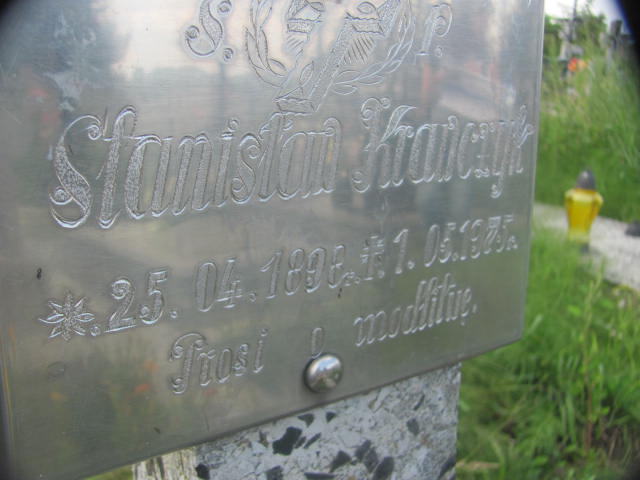 Ś. P.
Stanisław Krawczyk
*. 25. 04. 1898., ✝ 1. 05. 1975.
Prosi o modlitwę.